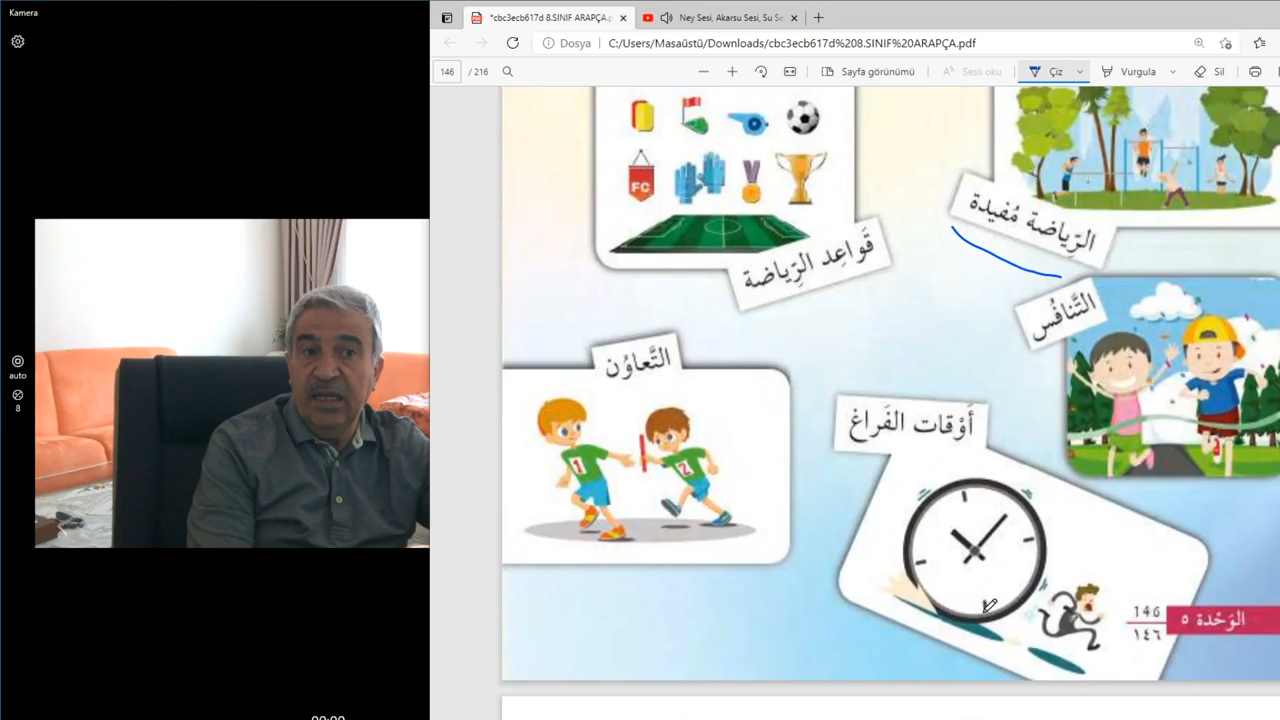 Kamera
*cbc3ecb617d 8.SINIF ARAPÇA.p
Ney Sesi, Akarsu Sesi, Su Se
Dosya
C:/Users/Masaüstü/Downloads/cbc3ecb617d%208.SINIF%20ARAPÇA.pdf
146 / 216
Sayfa görünümü
Sesli oku
Çiz
Vurgula
Sil
auto
8
FC
الرِّياضة مُفيدة
قَواعِد الرِّياضة
التَّنافُس
التَّعاوُن
1
2
أَوْقات الفَراغ
146
١٤٦
الوَحْدة ٥